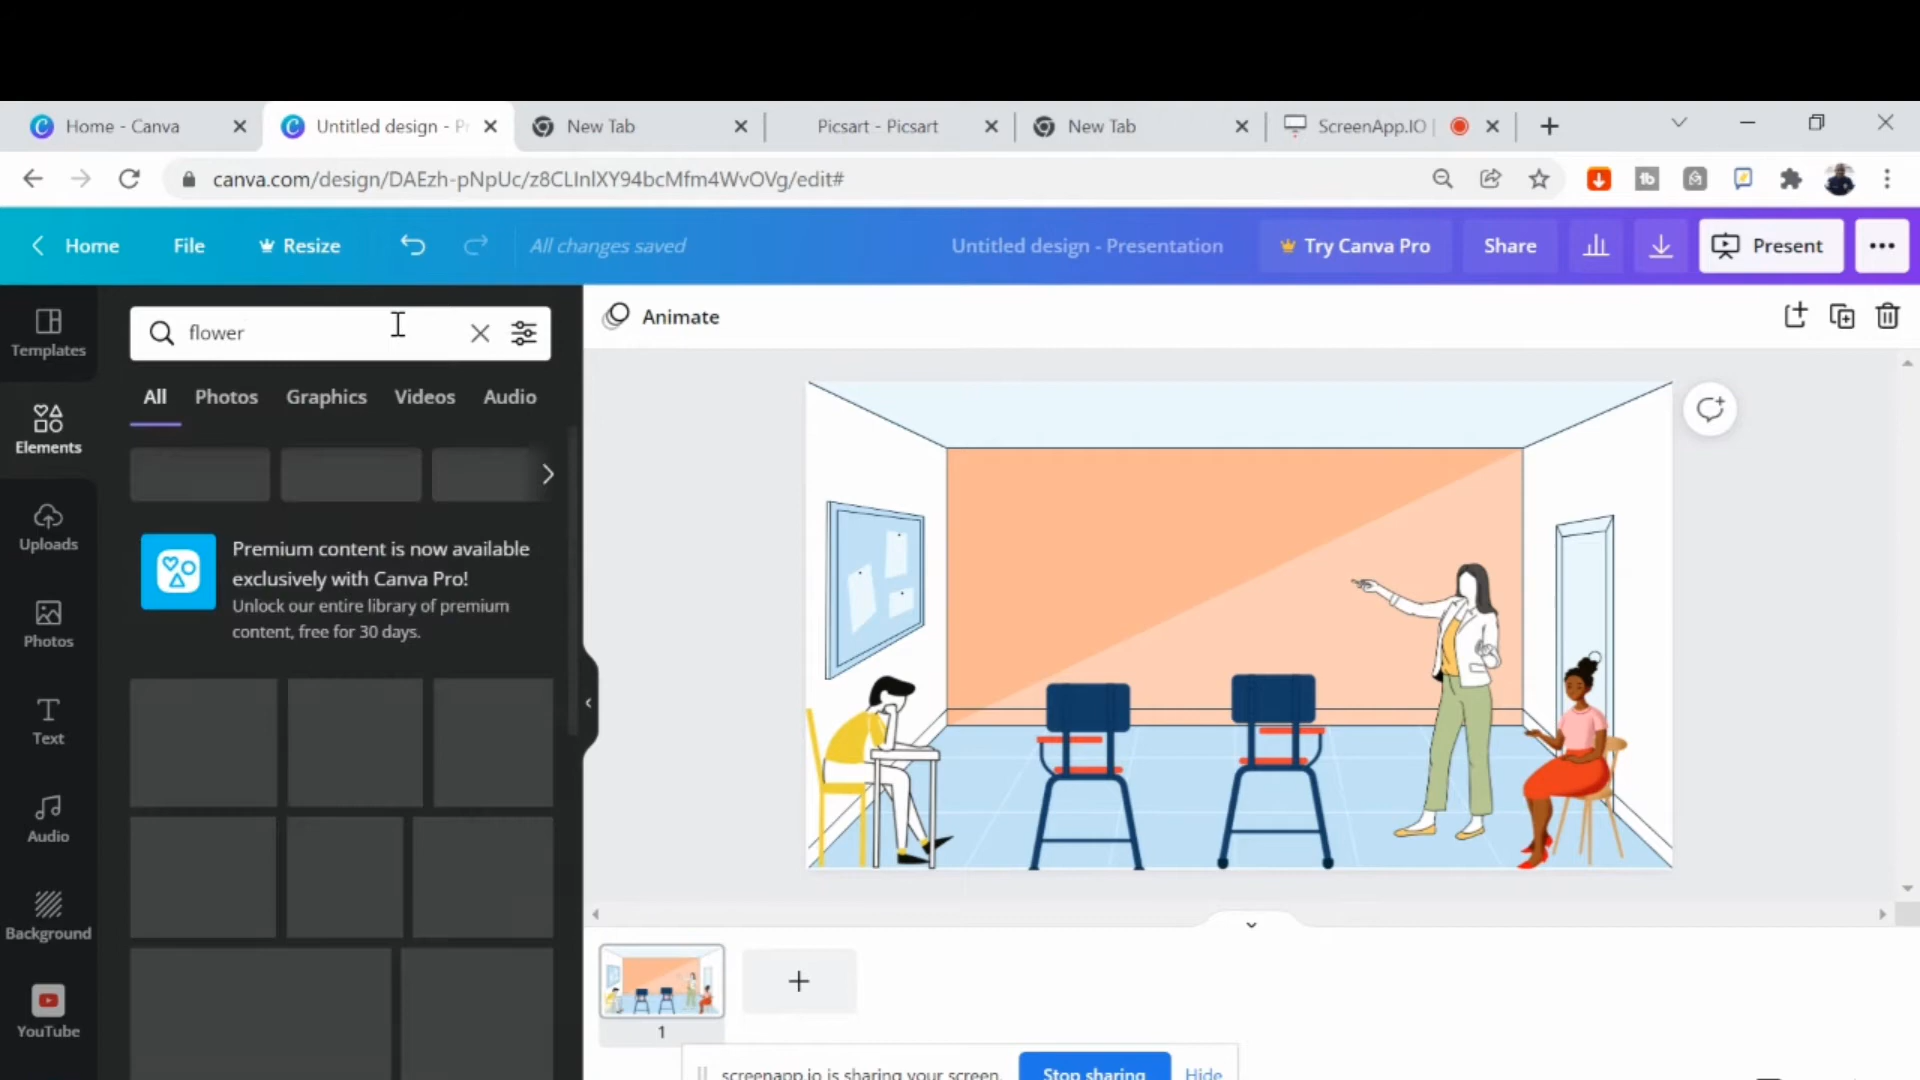 Home - Canva
Untitled design - Pr
New Tab
Picsart - Picsart
New Tab
ScreenApp.IO |
canva.com/design/DAEzh-pNpUc/z8CLInlXY94bcMfm4WvOVg/edit#
Home
File
Resize
All changes saved
Untitled design - Presentation
Try Canva Pro
Share
Present
Templates
Elements
Uploads
Photos
Text
Audio
Background
YouTube
flower
All
Photos
Graphics
Videos
Audio
Premium content is now available
exclusively with Canva Pro!
Unlock our entire library of premium
content, free for 30 days.
Animate
1
screenapp.io is sharing your screen.
Stop sharing
Hide